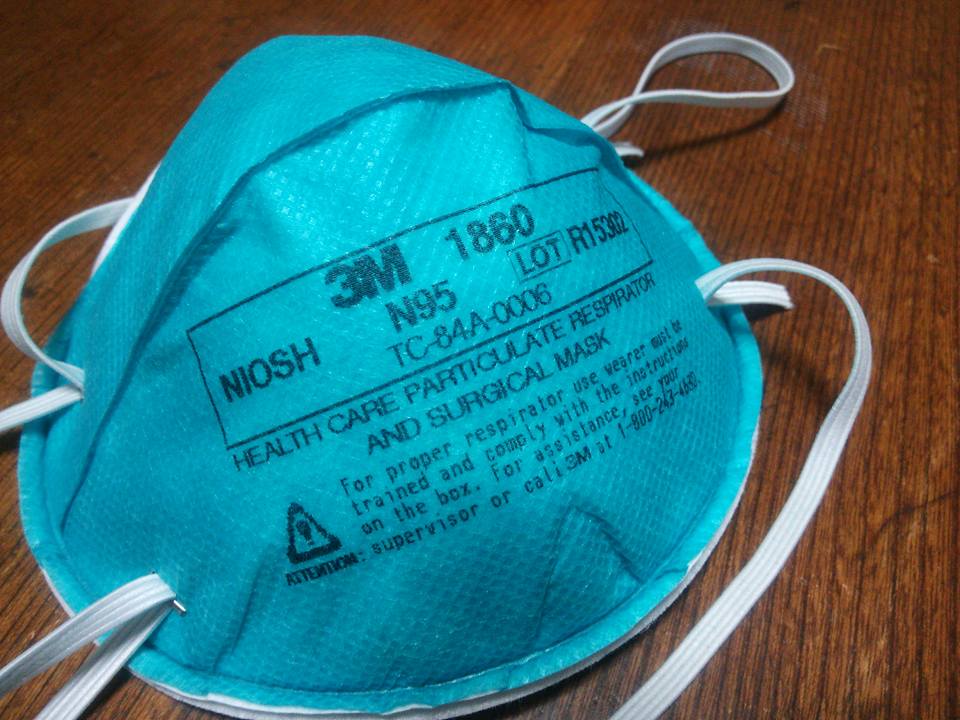 3M 1860
N95 LOT R15302
NIOSH TC-84A-0006
HEALTH CARE PARTICULATE RESPIRATOR
AND SURGICAL MASK
For proper respirator use wearer must be
trained and comply with the instructions
on the box. For assistance, see your
supervisor or call 3M at 1-800-243-4630.
ATTENTION: